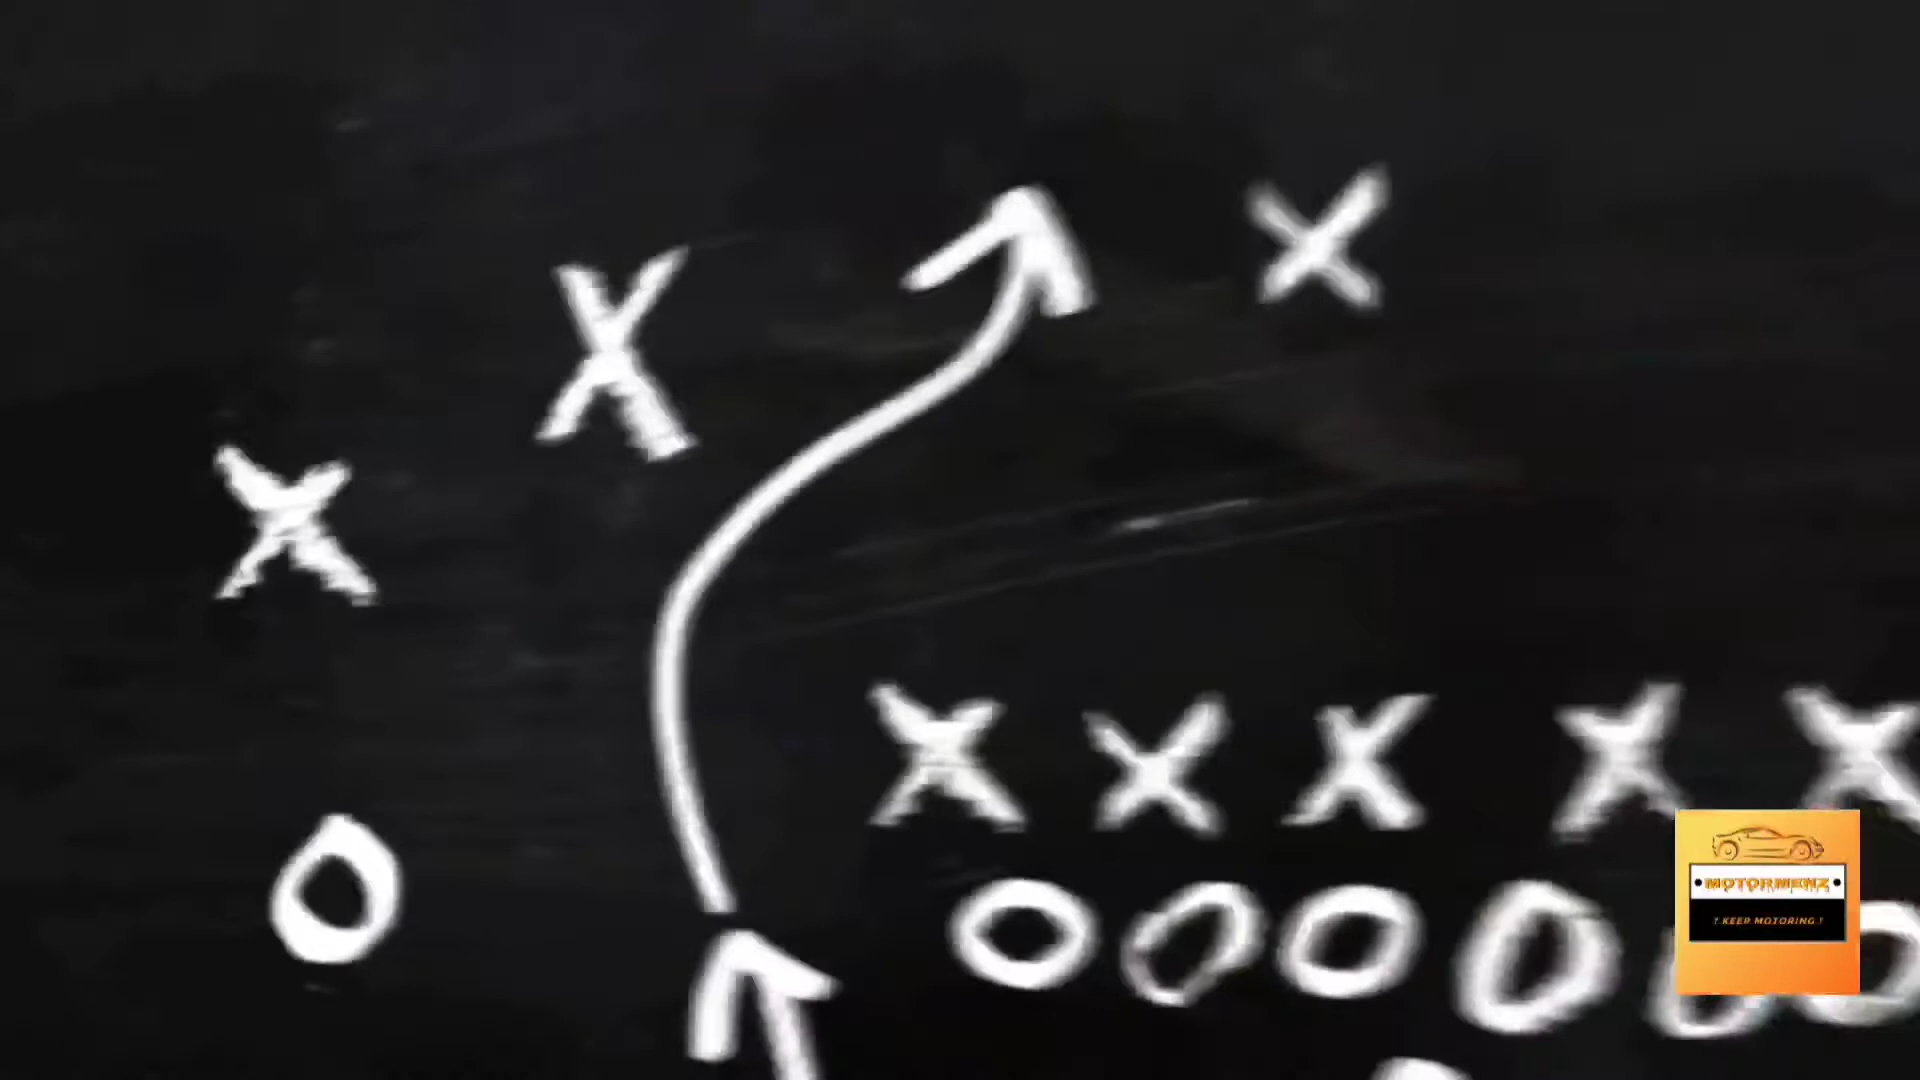 X
X X
X
X X X X X
O O O O O O O
MOTORMENZ
! KEEP MOTORING !